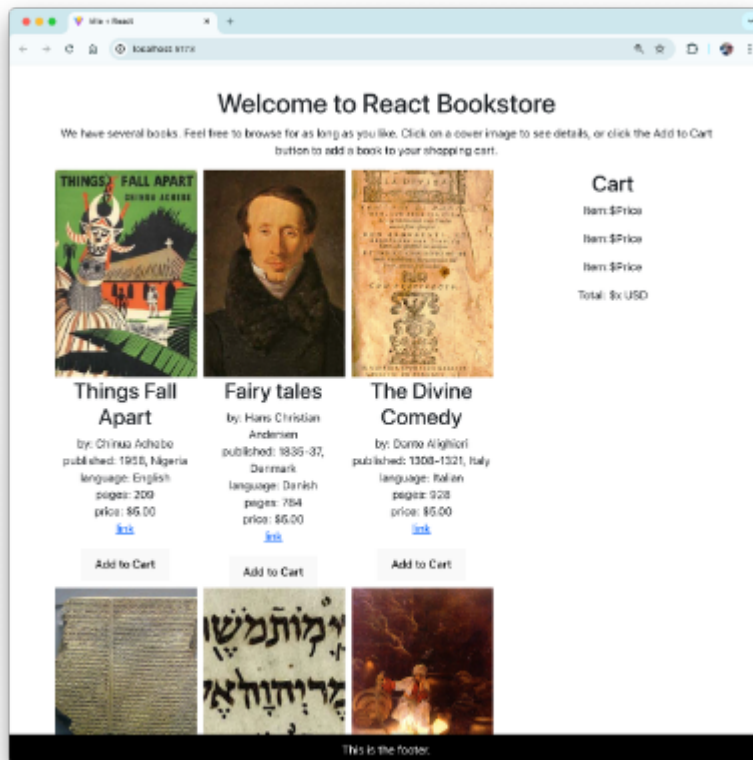 Vite + React
localhost:5173
Welcome to React Bookstore
We have several books. Feel free to browse for as long as you like. Click on a cover image to see details, or click the Add to Cart
button to add a book to your shopping cart.
THINGS FALL APART
CHINUA ACHEBE
Things Fall
Apart
by: Chinua Achebe
published: 1958, Nigeria
language: English
pages: 209
price: $5.00
link
Add to Cart
Fairy tales
by: Hans Christian
Andersen
published: 1835-37,
Denmark
language: Danish
pages: 784
price: $5.00
link
Add to Cart
LA DIVINA
The Divine
Comedy
by: Dante Alighieri
published: 1308-1321, Italy
language: Italian
pages: 928
price: $5.00
link
Add to Cart
Cart
Item:$Price
Item:$Price
Item:$Price
Total: $x USD
This is the footer.